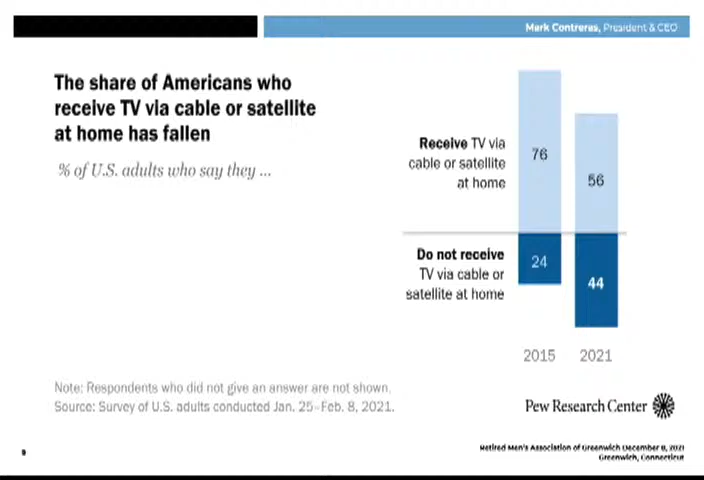 Mark Contreras, President & CEO
The share of Americans who
receive TV via cable or satellite
at home has fallen
% of U.S. adults who say they ...
Receive TV via
cable or satellite
at home
76
56
Do not receive
TV via cable or
satellite at home
24
44
2015 2021
Note: Respondents who did not give an answer are not shown.
Source: Survey of U.S. adults conducted Jan. 25–Feb. 8, 2021.
Pew Research Center
9
Retired Men's Association of Greenwich December 8, 2021
Greenwich, Connecticut